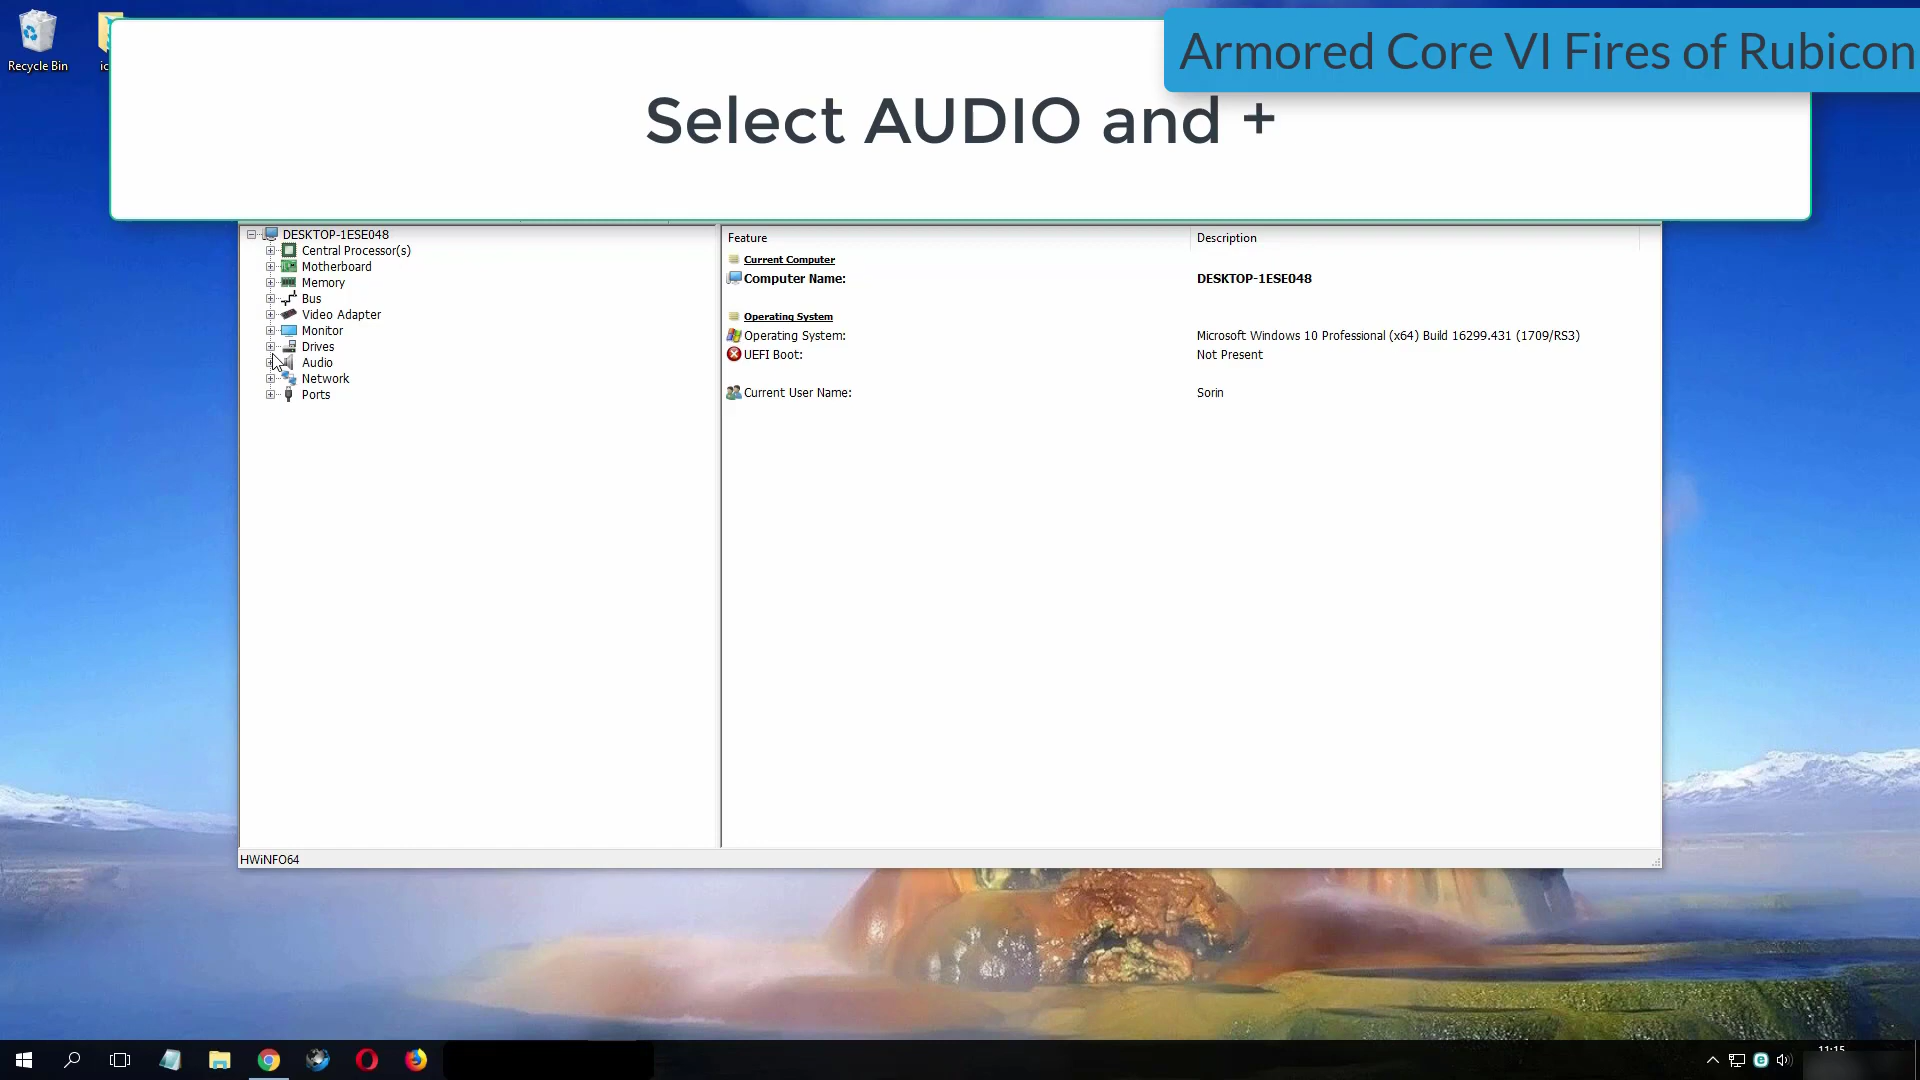 Recycle Bin
Armored Core VI Fires of Rubicon
Select AUDIO and +
DESKTOP-1ESE048
Central Processor(s)
Motherboard
Memory
Bus
Video Adapter
Monitor
Drives
Audio
Network
Ports
Feature Description
Current Computer
Computer Name: DESKTOP-1ESE048
Operating System
Operating System: Microsoft Windows 10 Professional (x64) Build 16299.431 (1709/RS3)
UEFI Boot: Not Present
Current User Name: Sorin
HWiNFO64
11:15